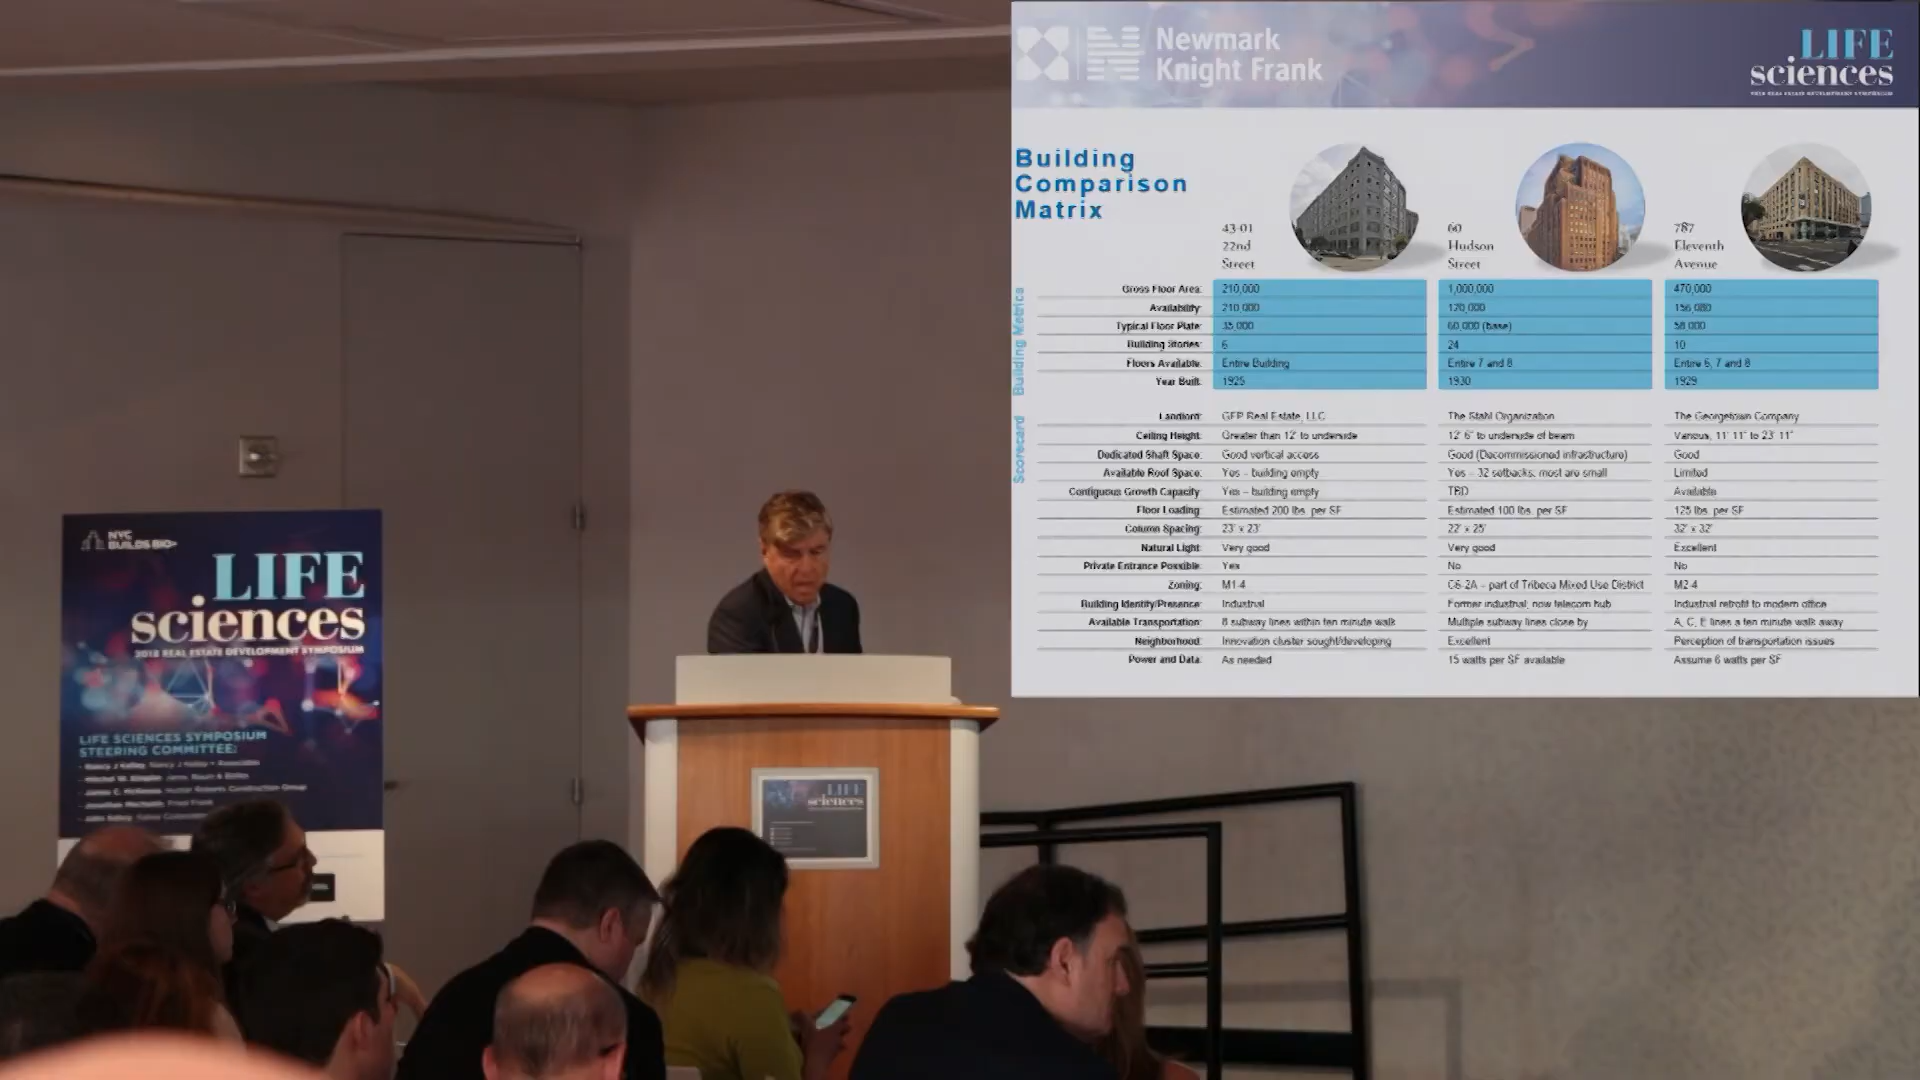 Newmark
Knight Frank
LIFE
sciences
Building
Comparison
Matrix
43-01
22nd
Street
60
Hudson
Street
787
Eleventh
Avenue
Building Metrics
Gross Floor Area: 210,000 1,000,000 470,000
Availability: 210,000 120,000 156,080
Typical Floor Plate: 35,000 60,000 (base) 58,000
Building Stories: 6 24 10
Floors Available: Entire Building Entire 7 and 8 Entire 6, 7 and 8
Year Built: 1925 1930 1929
Scorecard
Landlord: GFP Real Estate, LLC The Stahl Organization The Georgetown Company
Ceiling Height: Greater than 12' to underside 12' 6" to underside of beam Various, 11' 11" to 23' 11"
Dedicated Shaft Space: Good vertical access Good (Decommissioned infrastructure) Good
Available Roof Space: Yes – building empty Yes – 32 setbacks; most are small Limited
Contiguous Growth Capacity: Yes – building empty TBD Available
Floor Loading: Estimated 200 lbs. per SF Estimated 100 lbs. per SF 125 lbs. per SF
Column Spacing: 23' x 23' 22' x 25' 32' x 32'
Natural Light: Very good Very good Excellent
Private Entrance Possible: Yes No No
Zoning: M1-4 C6-2A – part of Tribeca Mixed Use District M2-4
Building Identity/Presence: Industrial Former industrial; now telecom hub Industrial retrofit to modern office
Available Transportation: 8 subway lines within ten minute walk Multiple subway lines close by A, C, E lines a ten minute walk away
Neighborhood: Innovation cluster sought/developing Excellent Perception of transportation issues
Power and Data: As needed 15 watts per SF available Assume 6 watts per SF
NYC
BUILDS BIO+
LIFE
sciences
2018 REAL ESTATE DEVELOPMENT SYMPOSIUM
LIFE SCIENCES SYMPOSIUM
STEERING COMMITTEE:
- Nancy J Kelley, Nancy J Kelley + Associates
LIFE
sciences